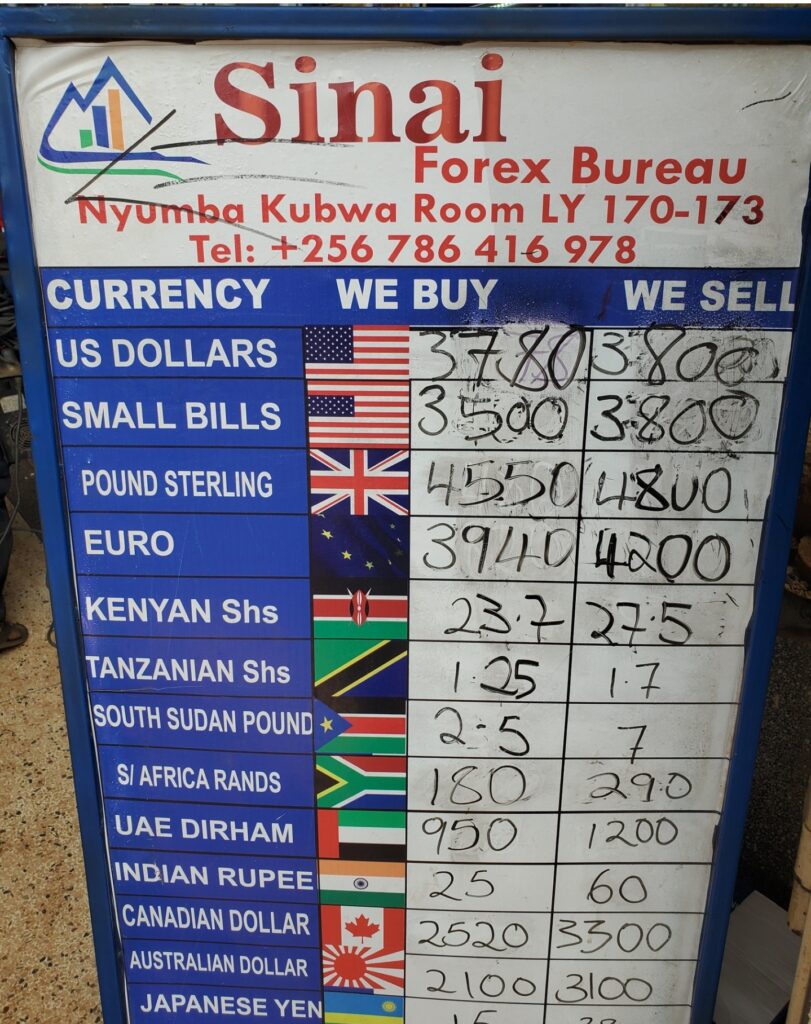 Sinai
Forex Bureau
Nyumba Kubwa Room LY 170-173
Tel: +256 786 416 978
CURRENCY WE BUY WE SELL
US DOLLARS 3780 3800
SMALL BILLS 3500 3800
POUND STERLING 4550 4800
EURO 3940 4200
KENYAN Shs 23.7 27.5
TANZANIAN Shs 1.25 1.7
SOUTH SUDAN POUND 2.5 7
S/ AFRICA RANDS 180 290
UAE DIRHAM 950 1200
INDIAN RUPEE 25 60
CANADIAN DOLLAR 2520 3300
AUSTRALIAN DOLLAR 2100 3100
JAPANESE YEN